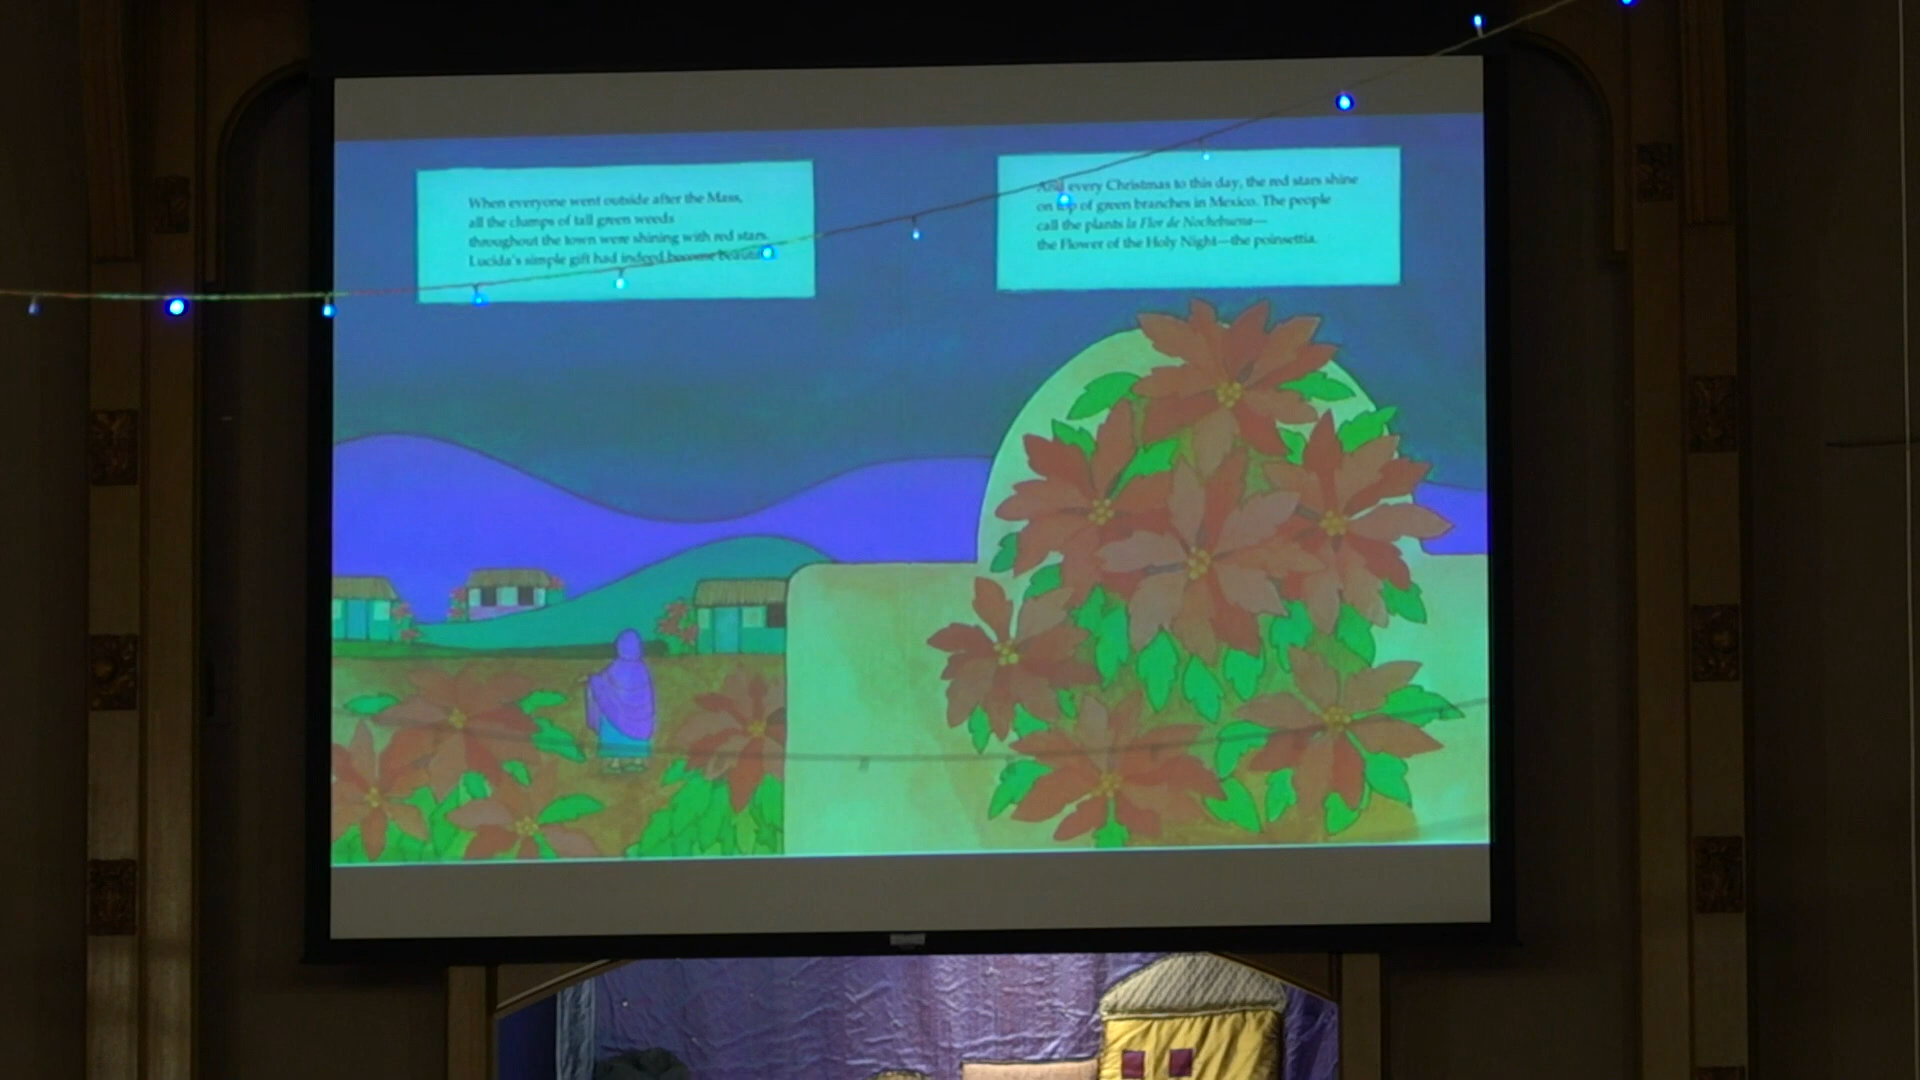 When everyone went outside after the Mass,
all the clumps of tall green weeds
throughout the town were shining with red stars.
Lucida's simple gift had indeed become beautiful
And every Christmas to this day, the red stars shine
on top of green branches in Mexico. The people
call the plants la Flor de Nochebuena—
the Flower of the Holy Night—the poinsettia.